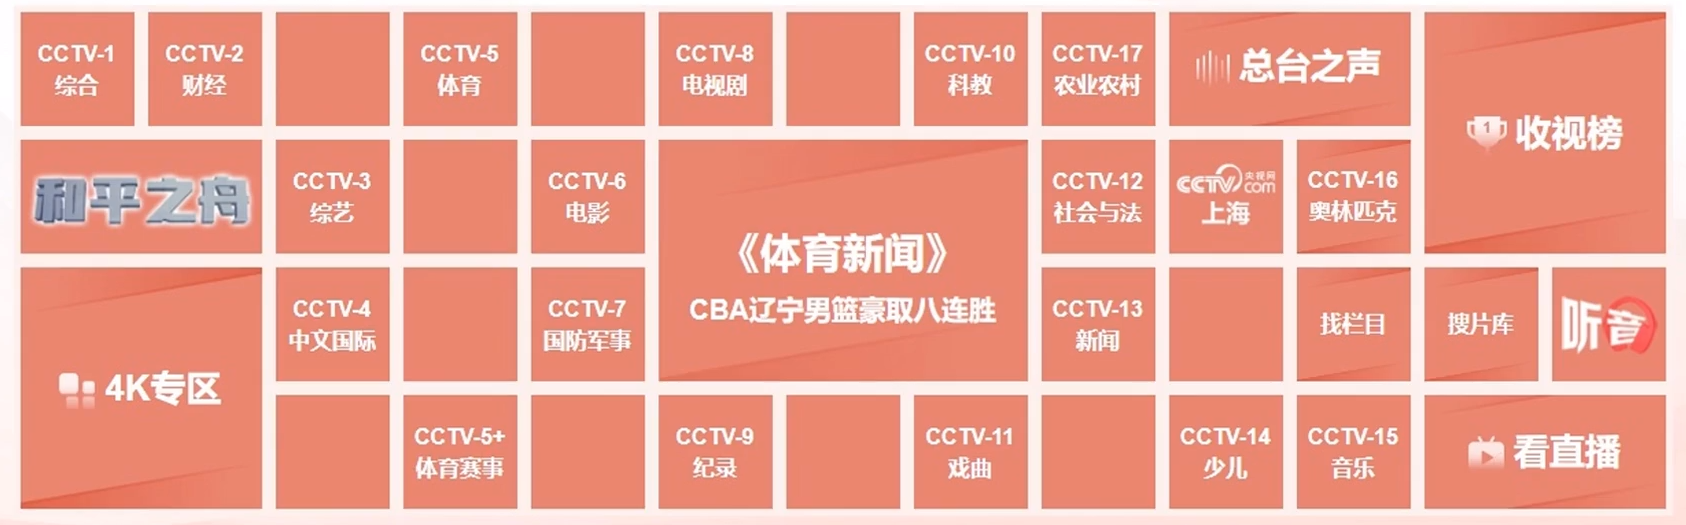 CCTV-1
综合
CCTV-2
财经
CCTV-5
体育
CCTV-8
电视剧
CCTV-10
科教
CCTV-17
农业农村
总台之声
1 收视榜
和平之舟
CCTV-3
综艺
CCTV-6
电影
《体育新闻》
CBA辽宁男篮豪取八连胜
CCTV-12
社会与法
CCTV央视网
com
上海
CCTV-16
奥林匹克
4K专区
CCTV-4
中文国际
CCTV-7
国防军事
CCTV-13
新闻
找栏目
搜片库
听音
CCTV-5+
体育赛事
CCTV-9
纪录
CCTV-11
戏曲
CCTV-14
少儿
CCTV-15
音乐
看直播